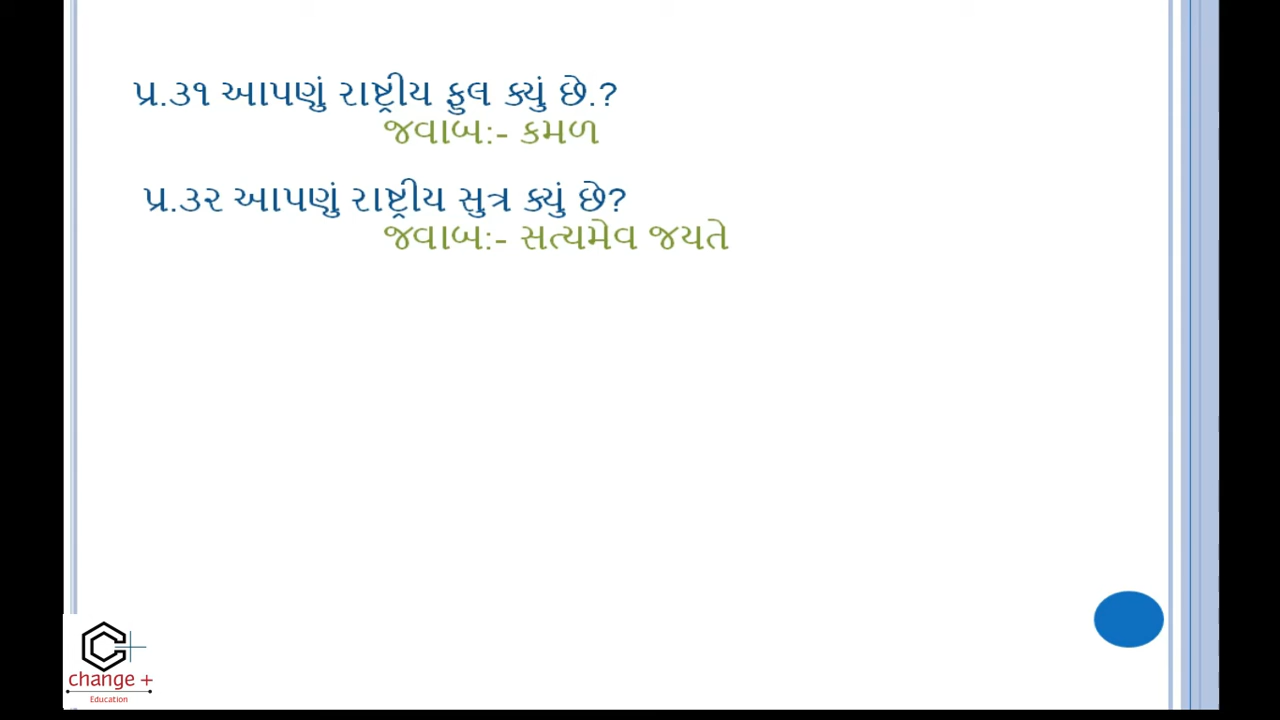 પ્ર.૩૧ આપણું રાષ્ટ્રીય ફુલ ક્યું છે.?
જવાબ:- કમળ
પ્ર.૩૨ આપણું રાષ્ટ્રીય સુત્ર ક્યું છે?
જવાબ:- સત્યમેવ જયતે
change +
Education